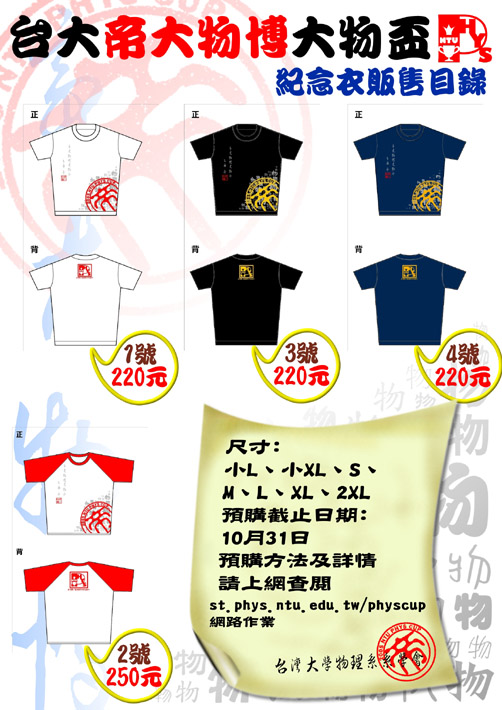 台大帝大物博大物盃
NTU
紀念衣販售目錄
正
正
正
背
背
背
1號
220元
3號
220元
4號
220元
正
背
2號
250元
尺寸:
小L、小XL、S、
M、L、XL、2XL
預購截止日期:
10月31日
預購方法及詳情
請上網查閱
st.phys.ntu.edu.tw/physcup
網路作業
台灣大學物理系系學會